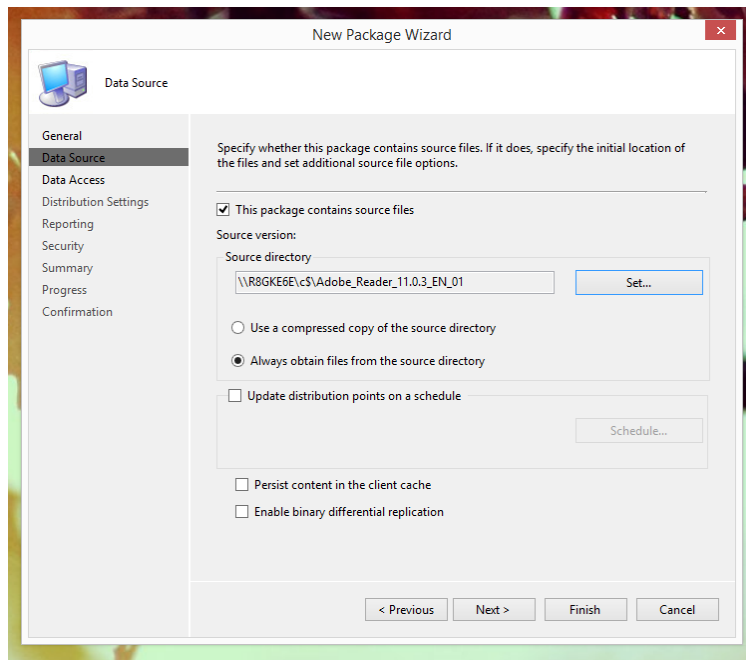 New Package Wizard
Data Source
General
Data Source
Data Access
Distribution Settings
Reporting
Security
Summary
Progress
Confirmation
Specify whether this package contains source files. If it does, specify the initial location of
the files and set additional source file options.
This package contains source files
Source version:
Source directory
\\R8GKE6E\c$\Adobe_Reader_11.0.3_EN_01
Set...
Use a compressed copy of the source directory
Always obtain files from the source directory
Update distribution points on a schedule
Schedule...
Persist content in the client cache
Enable binary differential replication
< Previous
Next >
Finish
Cancel